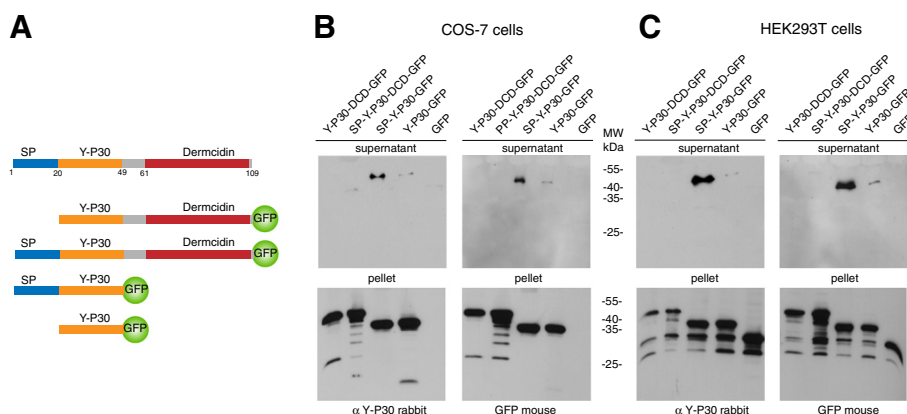 A
B
C
COS-7 cells
HEK293T cells
Y-P30-DCD-GFP
SP-Y-P30-DCD-GFP
SP-Y-P30-GFP
Y-P30-GFP
GFP
Y-P30-DCD-GFP
PP-Y-P30-DCD-GFP
SP-Y-P30-GFP
Y-P30-GFP
GFP
Y-P30-DCD-GFP
SP-Y-P30-DCD-GFP
SP-Y-P30-GFP
Y-P30-GFP
GFP
Y-P30-DCD-GFP
SP-Y-P30-DCD-GFP
SP-Y-P30-GFP
Y-P30-GFP
GFP
MW
kDa
supernatant
supernatant
supernatant
supernatant
-55-
-40-
-35-
-25-
SP Y-P30 Dermcidin
1 20 49 61 109
Y-P30 Dermcidin GFP
SP Y-P30 Dermcidin GFP
SP Y-P30 GFP
Y-P30 GFP
pellet
pellet
pellet
pellet
-55-
-40-
-35-
-25-
α Y-P30 rabbit
GFP mouse
α Y-P30 rabbit
GFP mouse